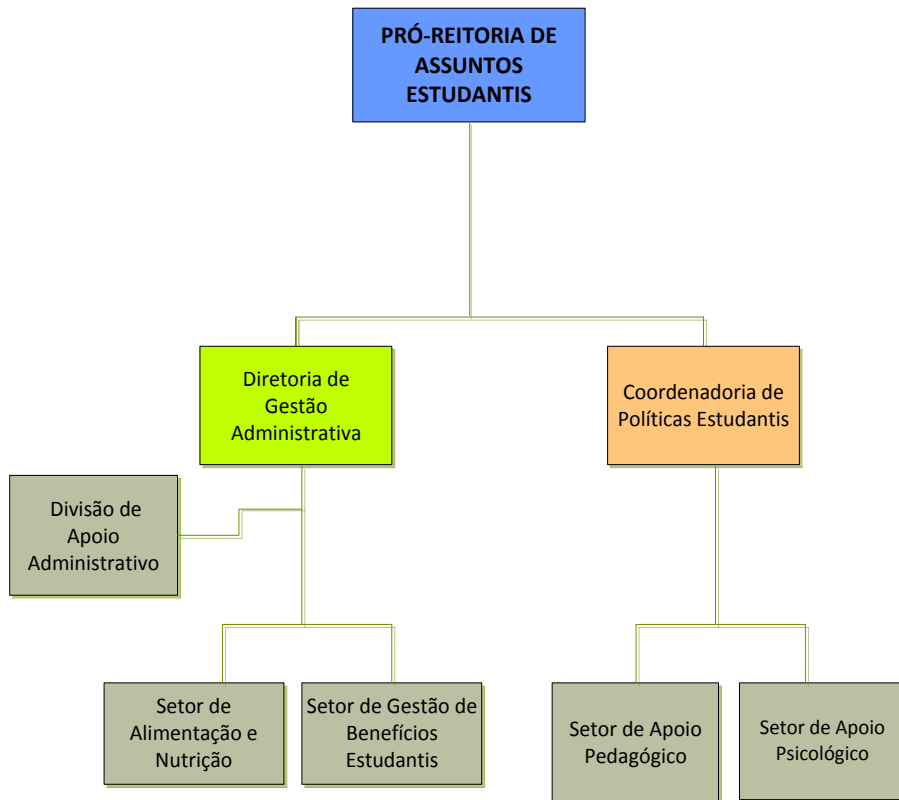 PRÓ-REITORIA DE
ASSUNTOS
ESTUDANTIS
Diretoria de
Gestão
Administrativa
Coordenadoria de
Políticas Estudantis
Divisão de
Apoio
Administrativo
Setor de
Alimentação e
Nutrição
Setor de Gestão de
Benefícios
Estudantis
Setor de Apoio
Pedagógico
Setor de Apoio
Psicológico